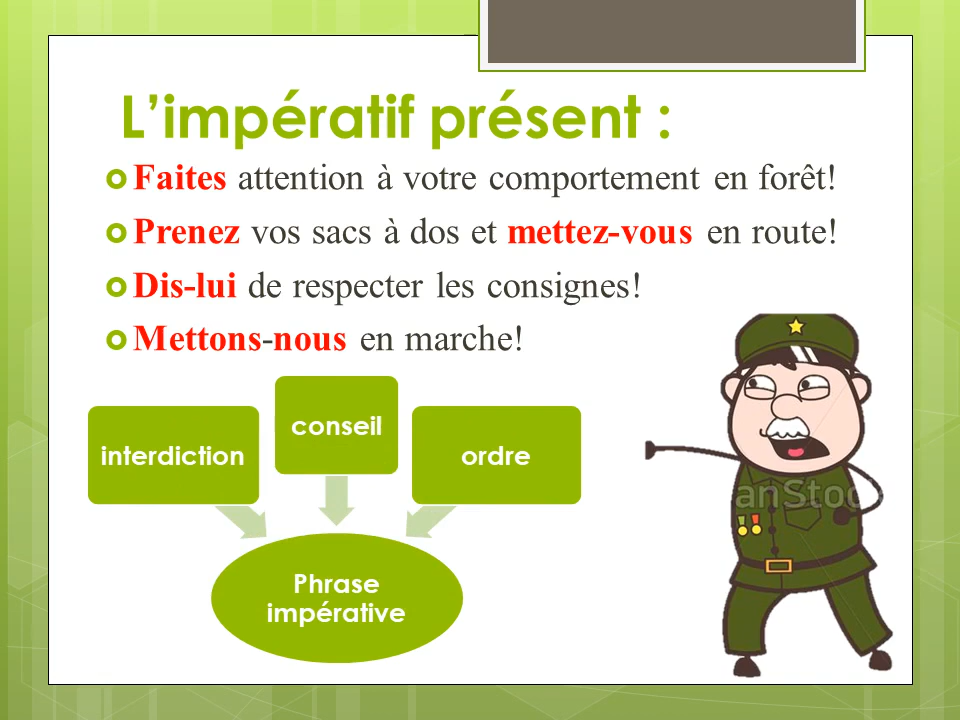 L’impératif présent :
Faites attention à votre comportement en forêt!
Prenez vos sacs à dos et mettez-vous en route!
Dis-lui de respecter les consignes!
Mettons-nous en marche!
interdiction
conseil
ordre
Phrase
impérative